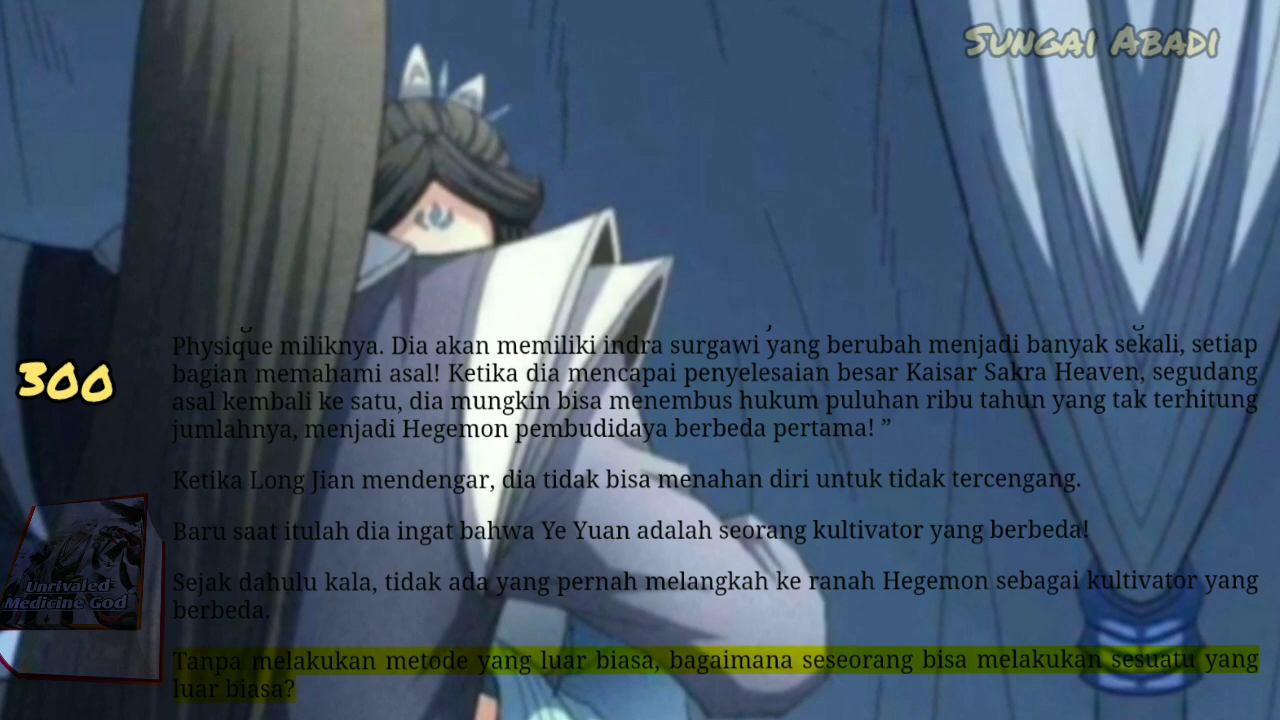 Sungai Abadi
Physique miliknya. Dia akan memiliki indra surgawi yang berubah menjadi banyak sekali, setiap
bagian memahami asal! Ketika dia mencapai penyelesaian besar Kaisar Sakra Heaven, segudang
asal kembali ke satu, dia mungkin bisa menembus hukum puluhan ribu tahun yang tak terhitung
jumlahnya, menjadi Hegemon pembudidaya berbeda pertama! ”
300
Ketika Long Jian mendengar, dia tidak bisa menahan diri untuk tidak tercengang.
Baru saat itulah dia ingat bahwa Ye Yuan adalah seorang kultivator yang berbeda!
Sejak dahulu kala, tidak ada yang pernah melangkah ke ranah Hegemon sebagai kultivator yang
berbeda.
Unrivaled
Medicine God
Tanpa melakukan metode yang luar biasa, bagaimana seseorang bisa melakukan sesuatu yang
luar biasa?